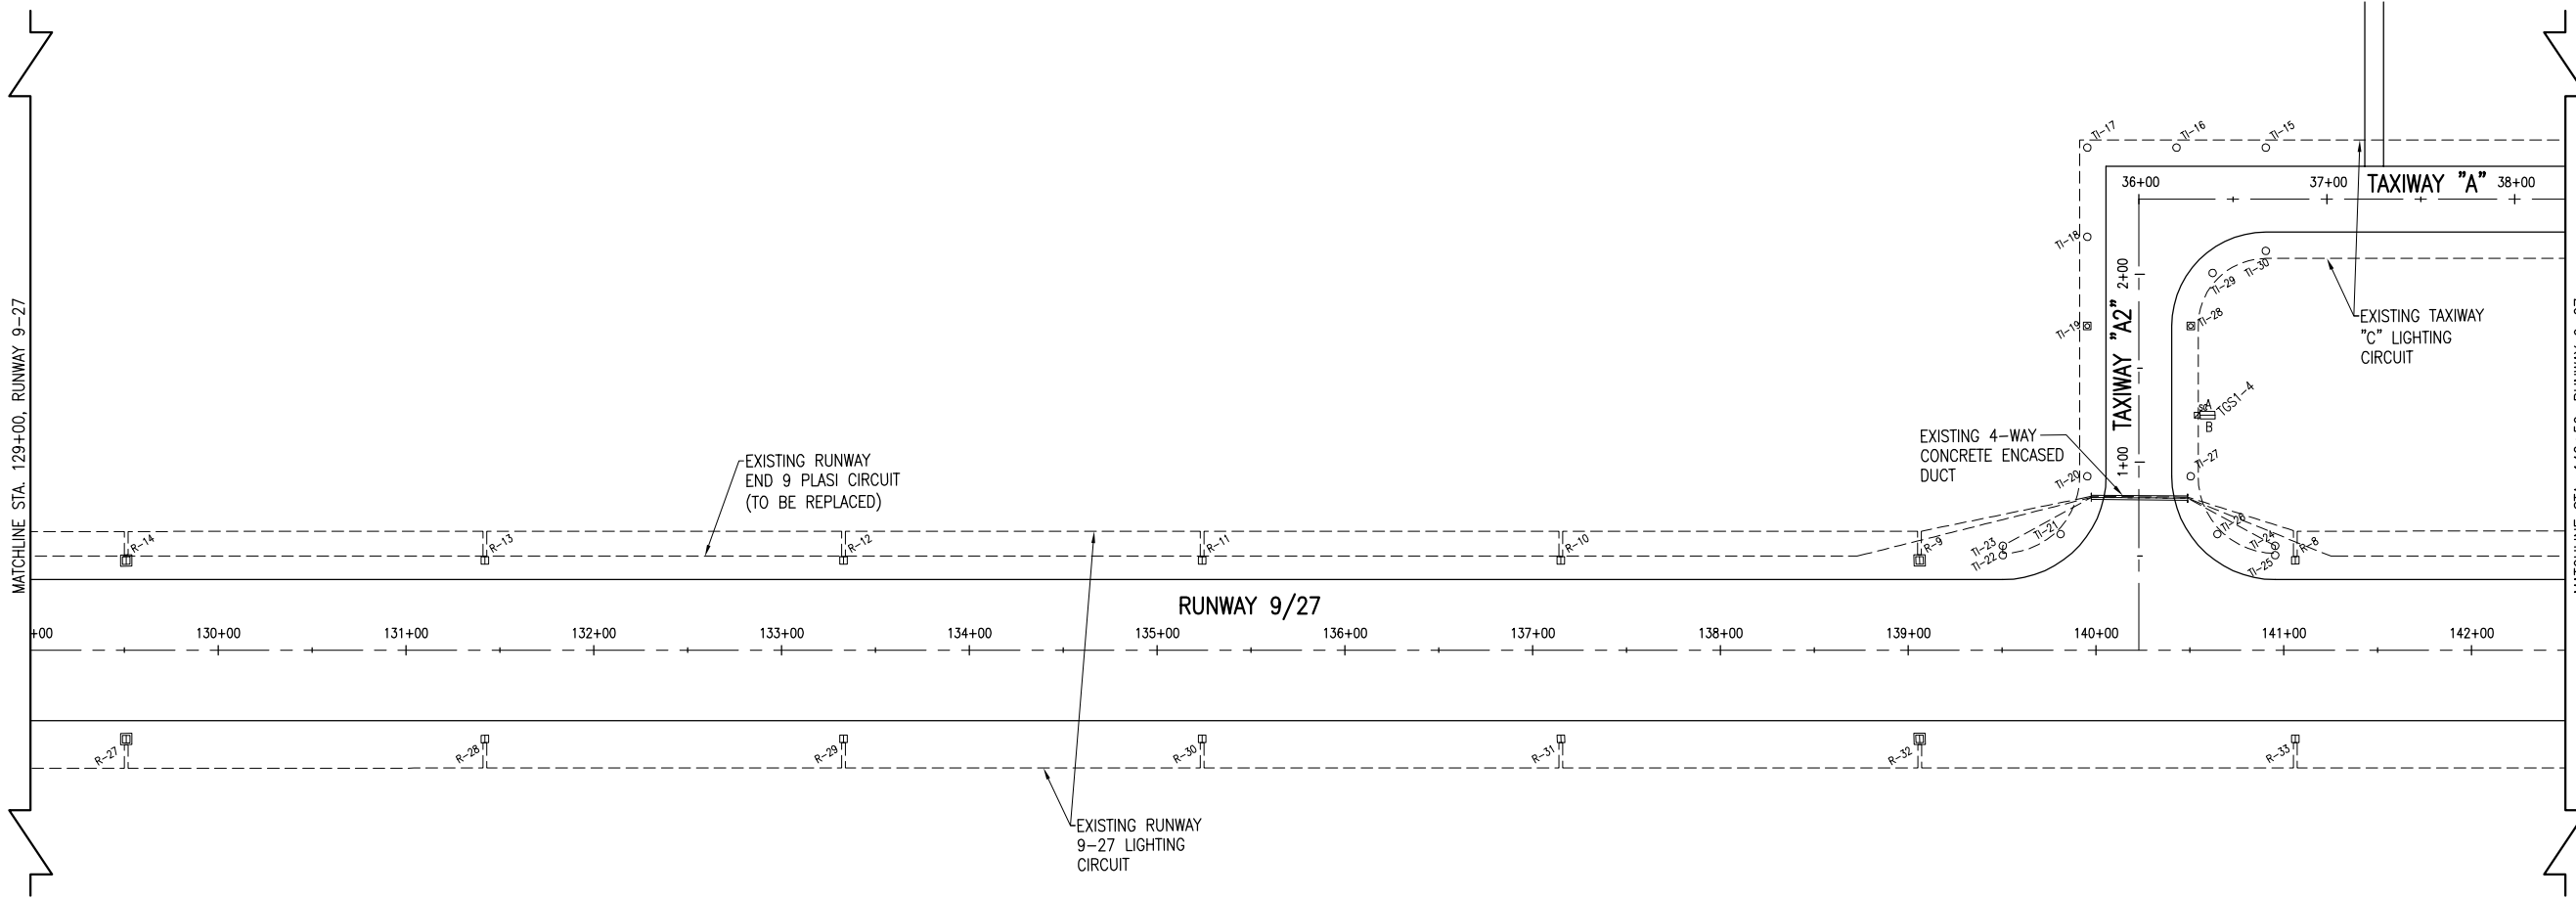 TI-17
TI-16
TI-15
36+00
37+00
TAXIWAY "A"
38+00
TI-18
2+00
TI-29
TI-30
TI-19
TAXIWAY "A2"
TI-28
EXISTING TAXIWAY
"C" LIGHTING
CIRCUIT
A
B
TGS1-4
EXISTING 4-WAY
CONCRETE ENCASED
DUCT
1+00
TI-20
TI-27
MATCHLINE STA. 129+00, RUNWAY 9-27
EXISTING RUNWAY
END 9 PLASI CIRCUIT
(TO BE REPLACED)
R-14
R-13
R-12
R-11
R-10
R-9
TI-23
TI-22
TI-21
TI-26
TI-24
TI-25
R-8
RUNWAY 9/27
+00
130+00
131+00
132+00
133+00
134+00
135+00
136+00
137+00
138+00
139+00
140+00
141+00
142+00
R-27
R-28
R-29
R-30
R-31
R-32
R-33
EXISTING RUNWAY
9-27 LIGHTING
CIRCUIT